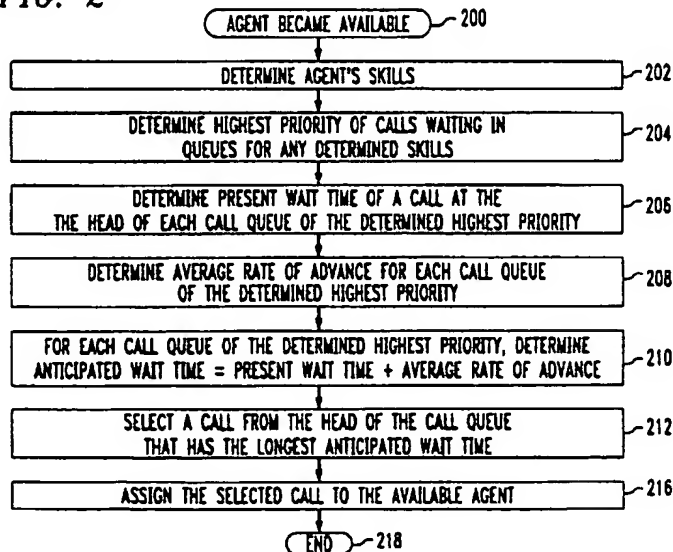 FIG. 2
AGENT BECAME AVAILABLE
200
DETERMINE AGENT'S SKILLS
202
DETERMINE HIGHEST PRIORITY OF CALLS WAITING IN
QUEUES FOR ANY DETERMINED SKILLS
204
DETERMINE PRESENT WAIT TIME OF A CALL AT THE
THE HEAD OF EACH CALL QUEUE OF THE DETERMINED HIGHEST PRIORITY
206
DETERMINE AVERAGE RATE OF ADVANCE FOR EACH CALL QUEUE
OF THE DETERMINED HIGHEST PRIORITY
208
FOR EACH CALL QUEUE OF THE DETERMINED HIGHEST PRIORITY, DETERMINE
ANTICIPATED WAIT TIME = PRESENT WAIT TIME + AVERAGE RATE OF ADVANCE
210
SELECT A CALL FROM THE HEAD OF THE CALL QUEUE
THAT HAS THE LONGEST ANTICIPATED WAIT TIME
212
ASSIGN THE SELECTED CALL TO THE AVAILABLE AGENT
216
END
218